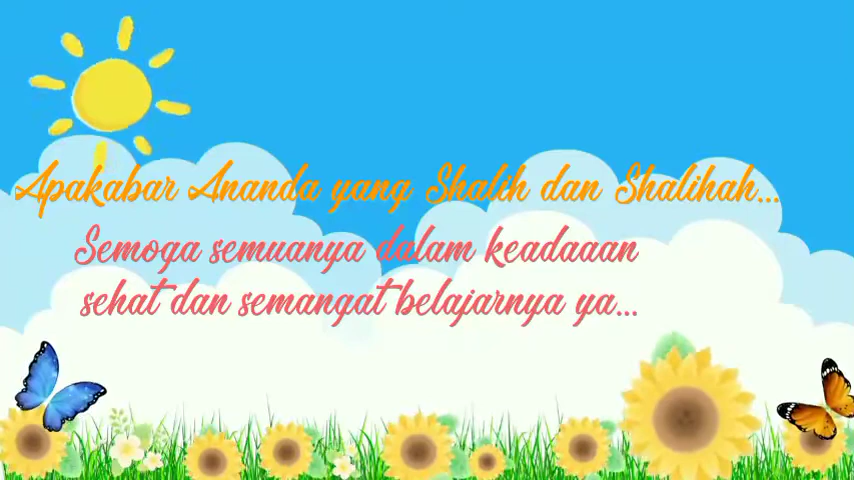 Apakabar Ananda yang Shalih dan Shalihah...
Semoga semuanya dalam keadaaan
sehat dan semangat belajarnya ya...